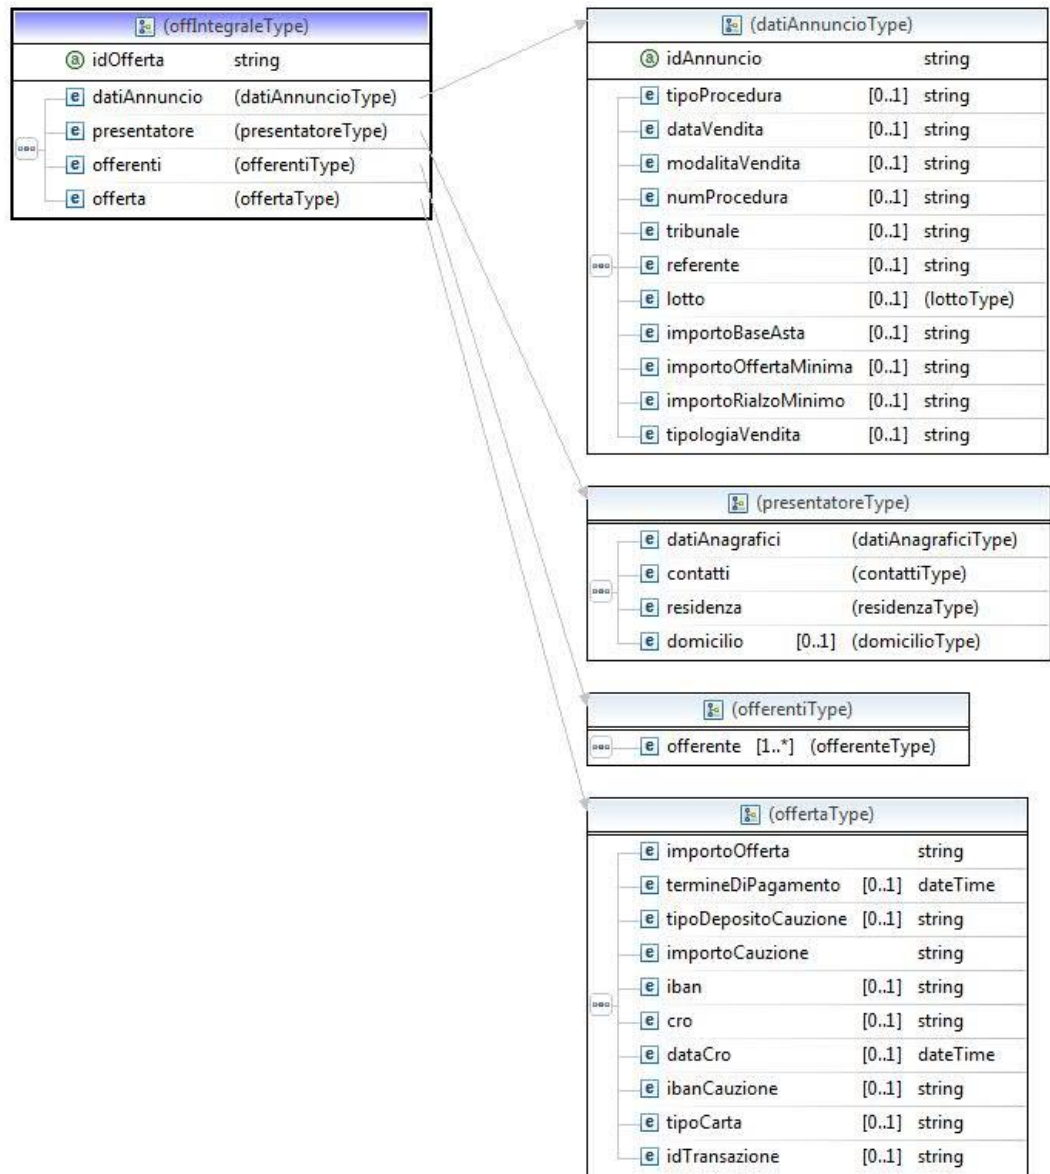 (offIntegraleType)
idOfferta string
datiAnnuncio (datiAnnuncioType)
presentatore (presentatoreType)
offerenti (offerentiType)
offerta (offertaType)
(datiAnnuncioType)
idAnnuncio string
tipoProcedura [0..1] string
dataVendita [0..1] string
modalitaVendita [0..1] string
numProcedura [0..1] string
tribunale [0..1] string
referente [0..1] string
lotto [0..1] (lottoType)
importoBaseAsta [0..1] string
importoOffertaMinima [0..1] string
importoRialzoMinimo [0..1] string
tipologiaVendita [0..1] string
(presentatoreType)
datiAnagrafici (datiAnagraficiType)
contatti (contattiType)
residenza (residenzaType)
domicilio [0..1] (domicilioType)
(offerentiType)
offerente [1..*] (offerenteType)
(offertaType)
importoOfferta string
termineDiPagamento [0..1] dateTime
tipoDepositoCauzione [0..1] string
importoCauzione string
iban [0..1] string
cro [0..1] string
dataCro [0..1] dateTime
ibanCauzione [0..1] string
tipoCarta [0..1] string
idTransazione [0..1] string